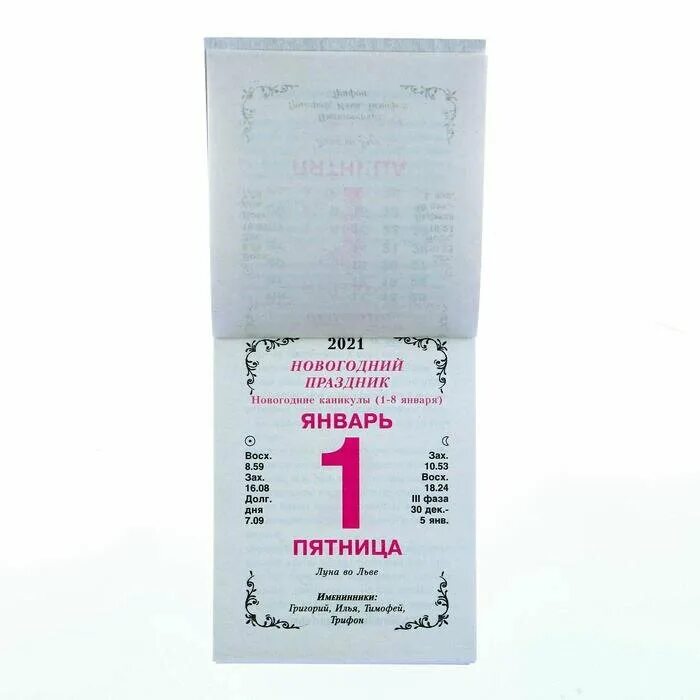 2021
НОВОГОДНИЙ
ПРАЗДНИК
Новогодние каникулы (1-8 января)
ЯНВАРЬ
Восх.
8.59
Зах.
16.08
Долг.
дня
7.09
1
Зах.
10.53
Восх.
18.24
III фаза
30 дек.-
5 янв.
ПЯТНИЦА
Луна во Льве
Именинники:
Григорий, Илья, Тимофей,
Трифон